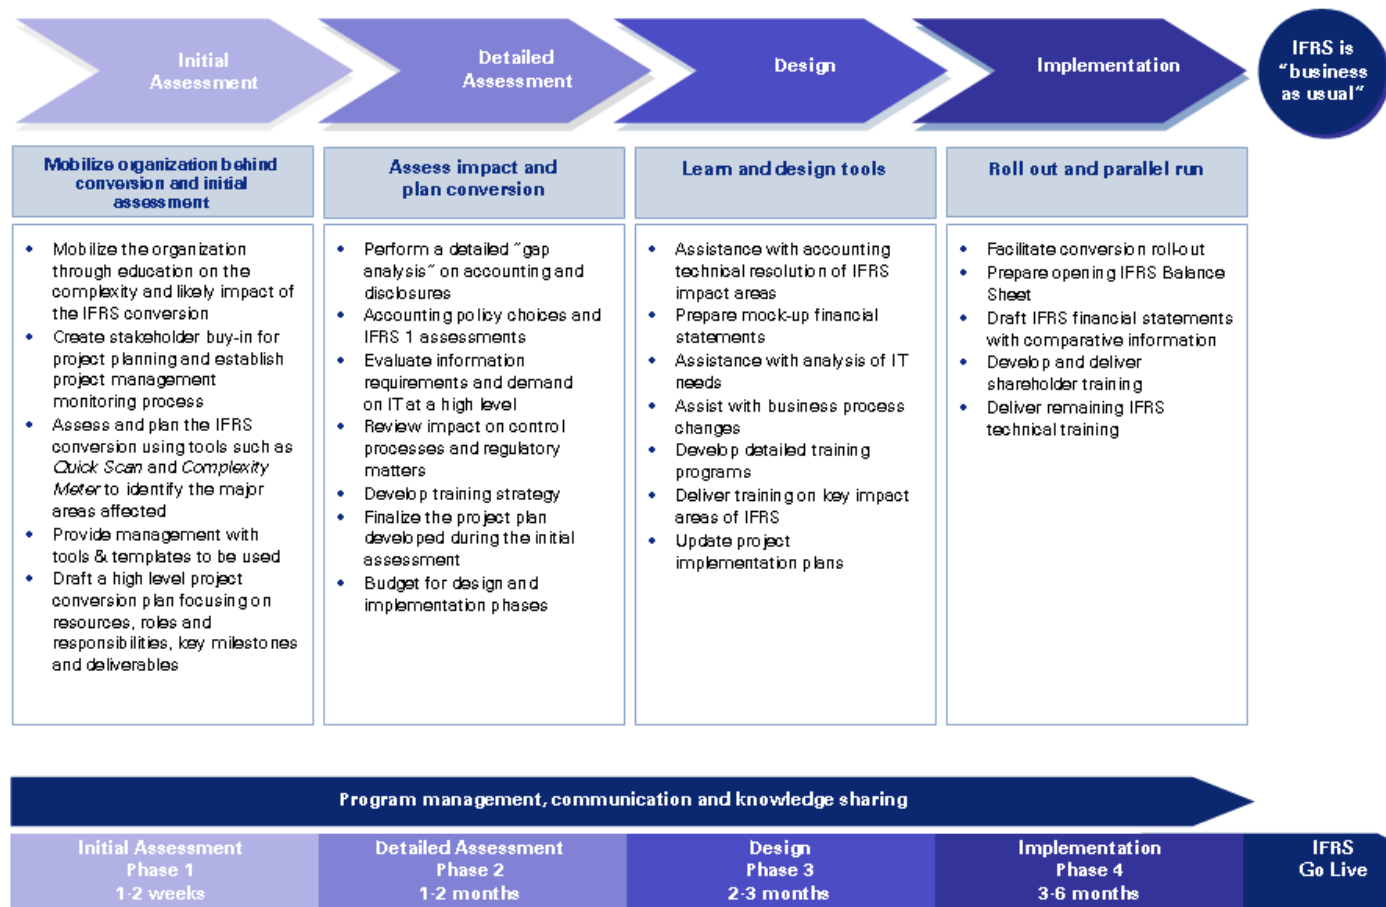 Initial
Assessment
Detailed
Assessment
Design
Implementation
IFRS is
"business
as usual"
Mobilize organization behind
conversion and initial
assessment
Assess impact and
plan conversion
Learn and design tools
Roll out and parallel run
• Mobilize the organization
through education on the
complexity and likely impact of
the IFRS conversion
• Create stakeholder buy-in for
project planning and establish
project management
monitoring process
• Assess and plan the IFRS
conversion using tools such as
Quick Scan and Complexity
Meter to identify the major
areas affected
• Provide management with
tools & templates to be used
• Draft a high level project
conversion plan focusing on
resources, roles and
responsibilities, key milestones
and deliverables
• Perform a detailed "gap
analysis" on accounting and
disclosures
• Accounting policy choices and
IFRS 1 assessments
• Evaluate information
requirements and demand
on IT at a high level
• Review impact on control
processes and regulatory
matters
• Develop training strategy
• Finalize the project plan
developed during the initial
assessment
• Budget for design and
implementation phases
• Assistance with accounting
technical resolution of IFRS
impact areas
• Prepare mock-up financial
statements
• Assistance with analysis of IT
needs
• Assist with business process
changes
• Develop detailed training
programs
• Deliver training on key impact
areas of IFRS
• Update project
implementation plans
• Facilitate conversion roll-out
• Prepare opening IFRS Balance
Sheet
• Draft IFRS financial statements
with comparative information
• Develop and deliver
shareholder training
• Deliver remaining IFRS
technical training
Program management, communication and knowledge sharing
Initial Assessment
Phase 1
1-2 weeks
Detailed Assessment
Phase 2
1-2 months
Design
Phase 3
2-3 months
Implementation
Phase 4
3-6 months
IFRS
Go Live